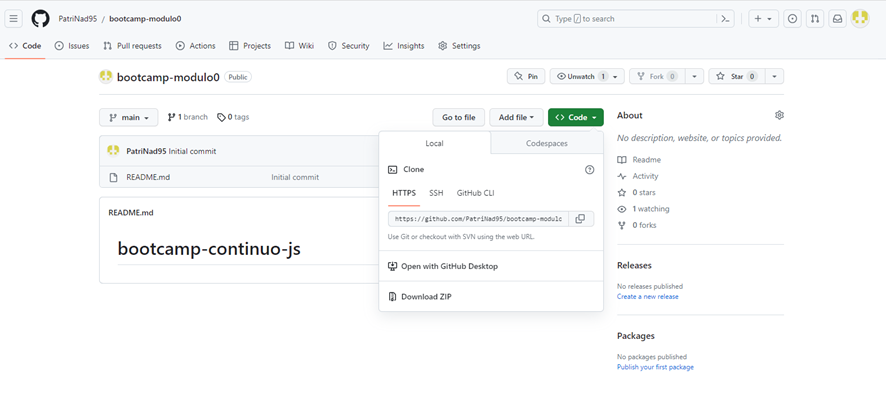 PatriNad95 / bootcamp-modulo0
Type / to search
Code Issues Pull requests Actions Projects Wiki Security Insights Settings
bootcamp-modulo0 Public
Pin Unwatch 1 Fork 0 Star 0
main 1 branch 0 tags Go to file Add file Code
About
No description, website, or topics provided.
Readme
Activity
0 stars
1 watching
0 forks
Releases
No releases published
Create a new release
Packages
No packages published
Publish your first package
PatriNad95 Initial commit
README.md Initial commit
README.md
bootcamp-continuo-js
Local Codespaces
Clone
HTTPS SSH GitHub CLI
https://github.com/PatriNad95/bootcamp-modulo
Use Git or checkout with SVN using the web URL.
Open with GitHub Desktop
Download ZIP